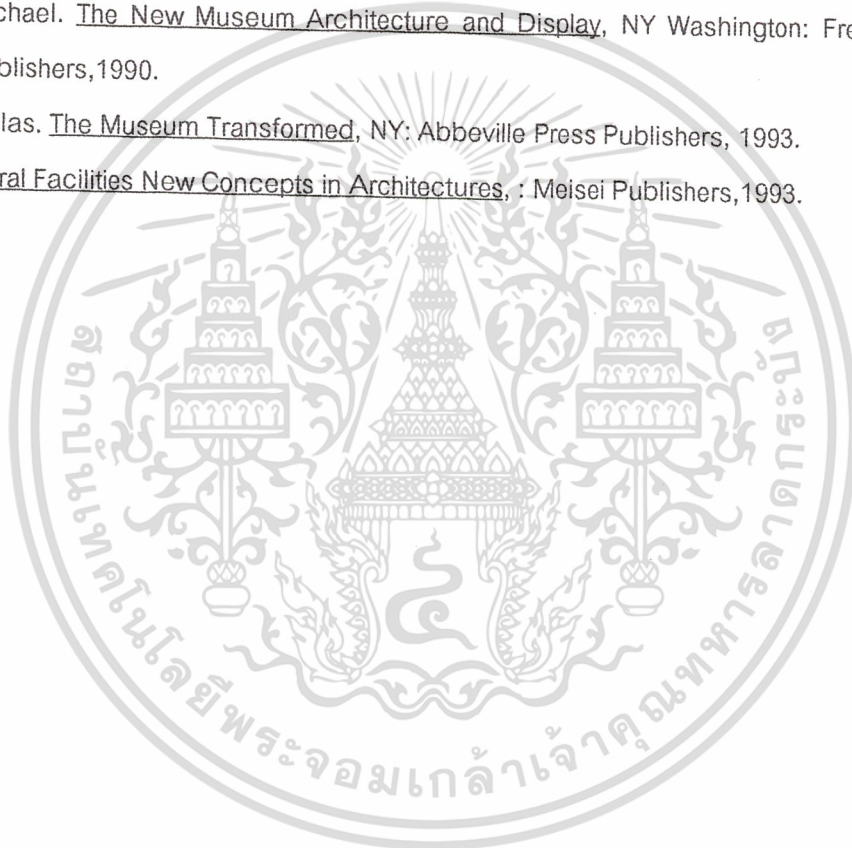 chael. The New Museum Architecture and Display, NY Washington: Fre
blishers,1990.
las. The Museum Transformed, NY: Abbeville Press Publishers, 1993.
ral Facilities New Concepts in Architectures, : Meisei Publishers,1993.
สถาบันเทคโนโลยีพระจอมเกล้าเจ้าคุณทหารลาดกระบัง